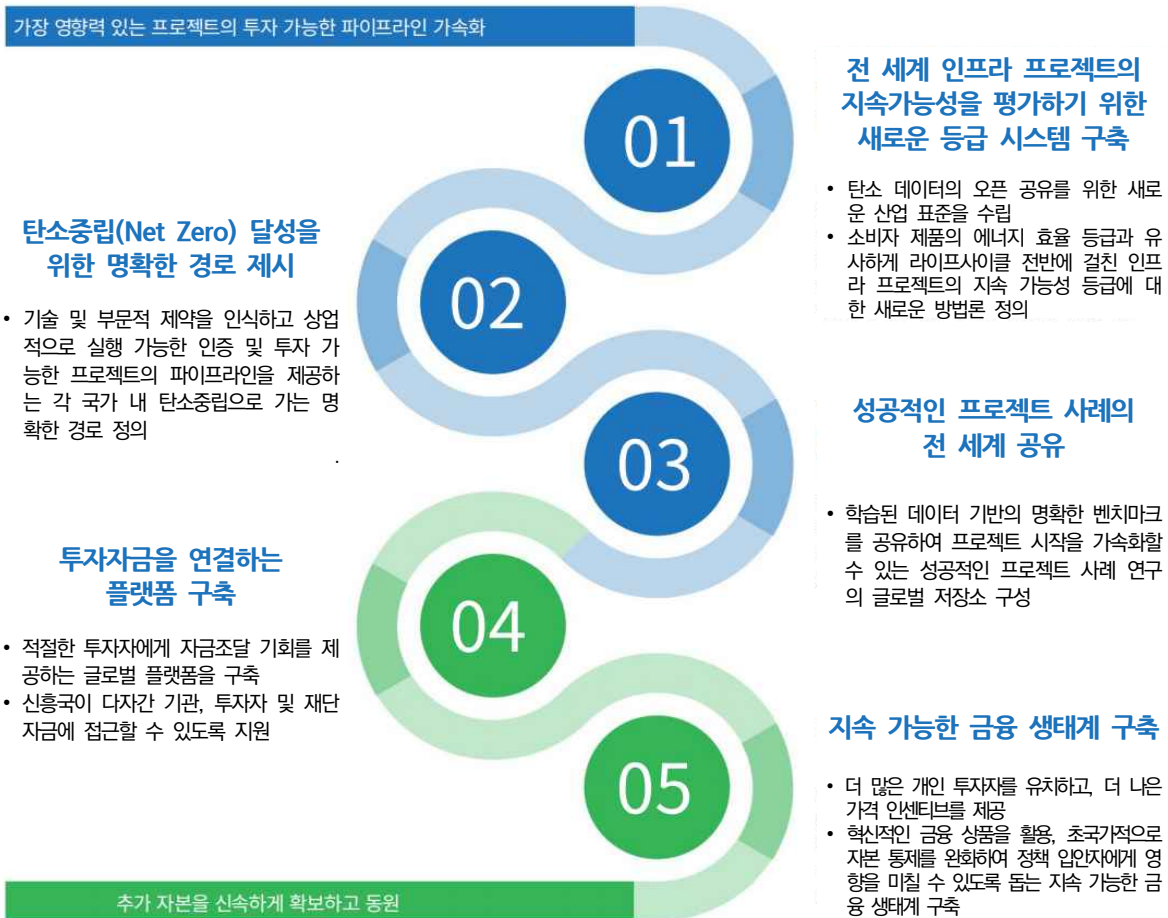 가장 영향력 있는 프로젝트의 투자 가능한 파이프라인 가속화
01
전 세계 인프라 프로젝트의
지속가능성을 평가하기 위한
새로운 등급 시스템 구축
• 탄소 데이터의 오픈 공유를 위한 새로
운 산업 표준을 수립
• 소비자 제품의 에너지 효율 등급과 유
사하게 라이프사이클 전반에 걸친 인프
라 프로젝트의 지속 가능성 등급에 대
한 새로운 방법론 정의
탄소중립(Net Zero) 달성을
위한 명확한 경로 제시
• 기술 및 부문적 제약을 인식하고 상업
적으로 실행 가능한 인증 및 투자 가
능한 프로젝트의 파이프라인을 제공하
는 각 국가 내 탄소중립으로 가는 명
확한 경로 정의
.
02
03
성공적인 프로젝트 사례의
전 세계 공유
• 학습된 데이터 기반의 명확한 벤치마크
를 공유하여 프로젝트 시작을 가속화할
수 있는 성공적인 프로젝트 사례 연구
의 글로벌 저장소 구성
투자자금을 연결하는
플랫폼 구축
• 적절한 투자자에게 자금조달 기회를 제
공하는 글로벌 플랫폼을 구축
• 신흥국이 다자간 기관, 투자자 및 재단
자금에 접근할 수 있도록 지원
04
05
지속 가능한 금융 생태계 구축
• 더 많은 개인 투자자를 유치하고, 더 나은
가격 인센티브를 제공
• 혁신적인 금융 상품을 활용, 초국가적으로
자본 통제를 완화하여 정책 입안자에게 영
향을 미칠 수 있도록 돕는 지속 가능한 금
융 생태계 구축
추가 자본을 신속하게 확보하고 동원